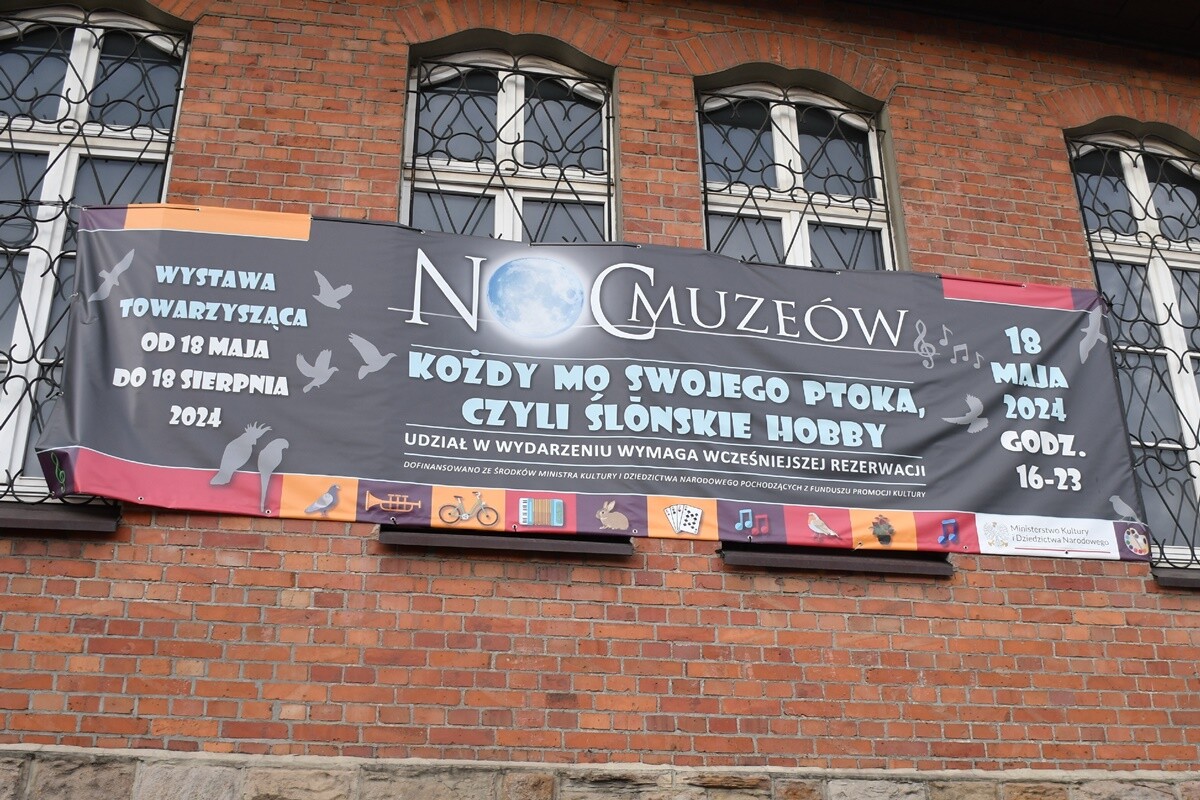 WYSTAWA
TOWARZYSZĄCA
OD 18 MAJA
DO 18 SIERPNIA
2024
NOC MUZEÓW
KOŻDY MO SWOJEGO PTOKA,
CZYLI ŚLŌNSKIE HOBBY
UDZIAŁ W WYDARZENIU WYMAGA WCZEŚNIEJSZEJ REZERWACJI
DOFINANSOWANO ZE ŚRODKÓW MINISTRA KULTURY I DZIEDZICTWA NARODOWEGO POCHODZĄCYCH Z FUNDUSZU PROMOCJI KULTURY
18
MAJA
2024
GODZ.
16-23
Ministerstwo Kultury
i Dziedzictwa Narodowego